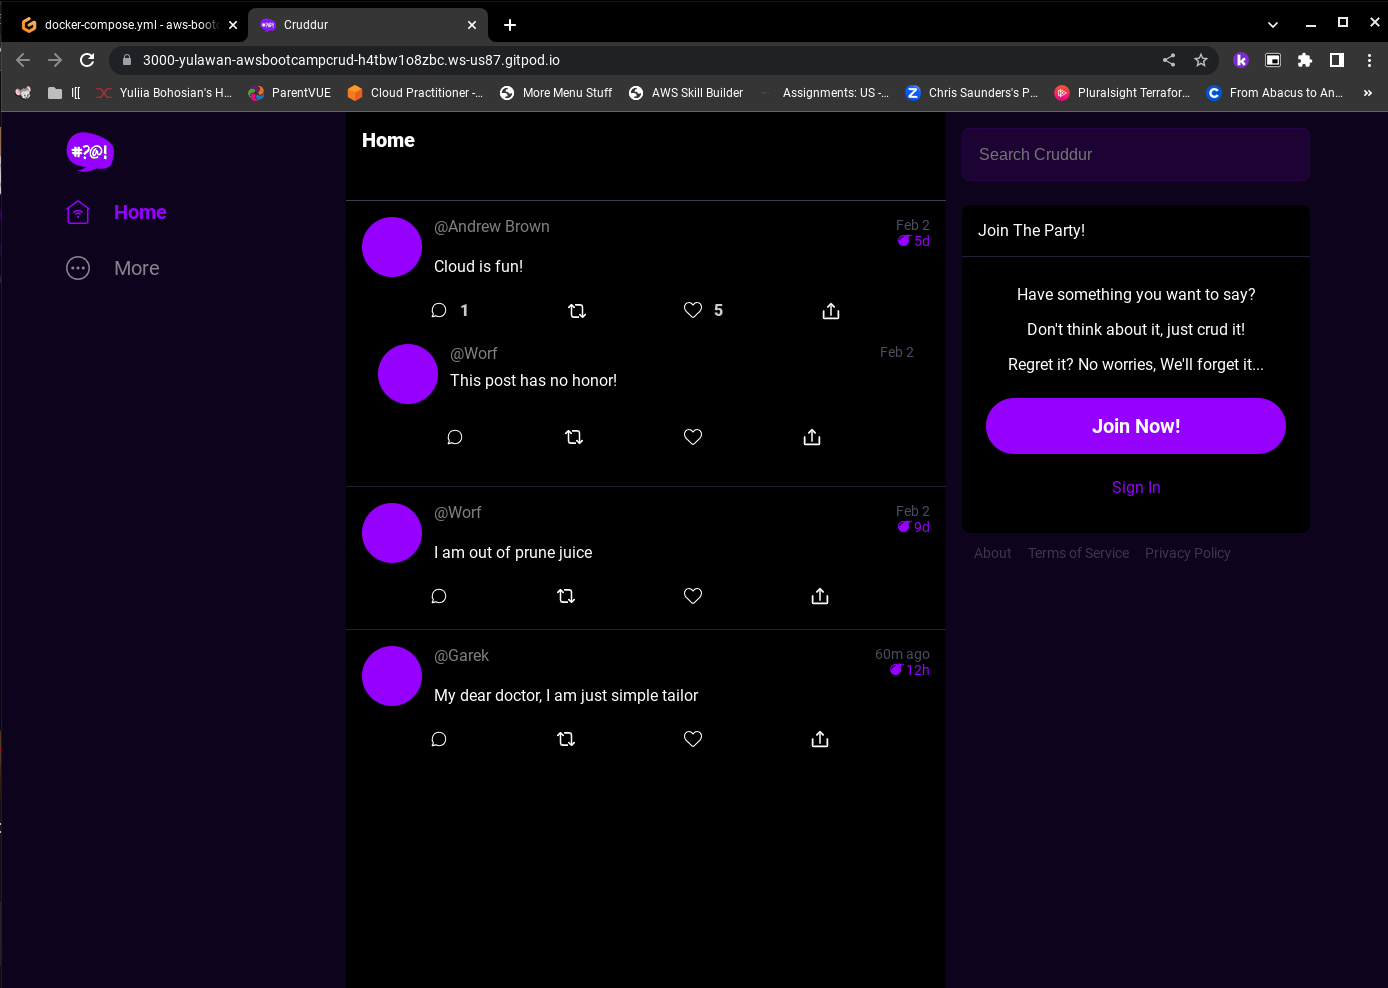 docker-compose.yml - aws-bootc
Cruddur
3000-yulawan-awsbootcampcrud-h4tbw1o8zbc.ws-us87.gitpod.io
I[[
Yuliia Bohosian's H...
ParentVUE
Cloud Practitioner -...
More Menu Stuff
AWS Skill Builder
Assignments: US -...
Chris Saunders's P...
Pluralsight Terrafor...
From Abacus to An...
»
#?@!
Home
More
Home
@Andrew Brown
Feb 2
5d
Cloud is fun!
1
5
@Worf
Feb 2
This post has no honor!
@Worf
Feb 2
9d
I am out of prune juice
@Garek
60m ago
12h
My dear doctor, I am just simple tailor
Search Cruddur
Join The Party!
Have something you want to say?
Don't think about it, just crud it!
Regret it? No worries, We'll forget it...
Join Now!
Sign In
About Terms of Service Privacy Policy